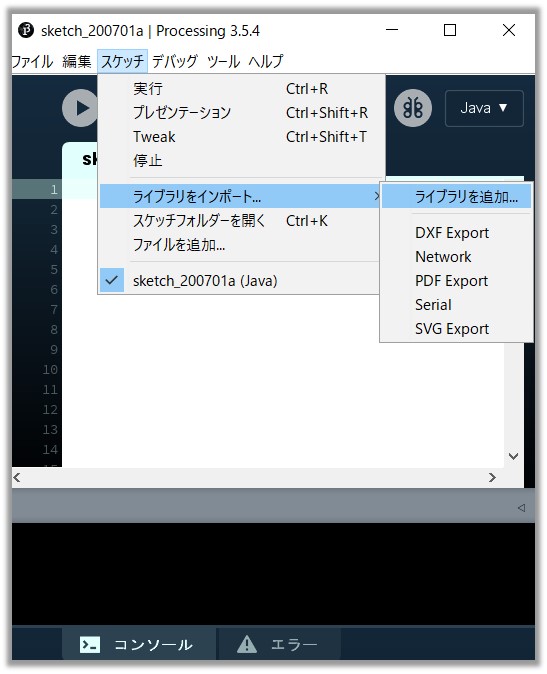 sketch_200701a | Processing 3.5.4
ファイル 編集 スケッチ デバッグ ツール ヘルプ
実行 Ctrl+R
プレゼンテーション Ctrl+Shift+R
Tweak Ctrl+Shift+T
停止
Java ▼
sk
ライブラリをインポート... >
ライブラリを追加...
スケッチフォルダーを開く Ctrl+K
ファイルを追加...
sketch_200701a (Java)
DXF Export
Network
PDF Export
Serial
SVG Export
1
2
3
4
5
6
7
8
9
10
11
12
13
14
コンソール
エラー